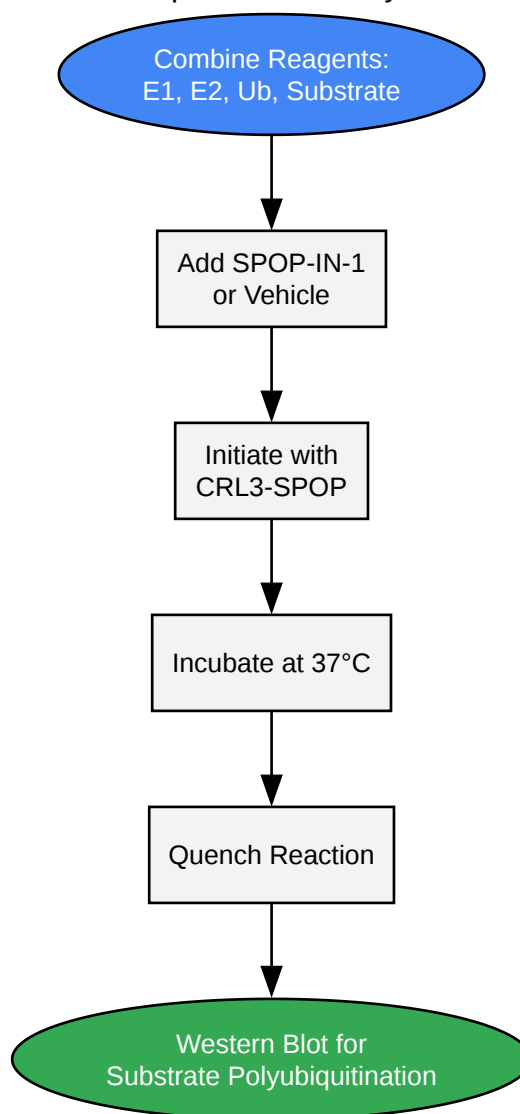 Combine Reagents:
E1, E2, Ub, Substrate
Add SPOP-IN-1
or Vehicle
Initiate with
CRL3-SPOP
Incubate at 37°C
Quench Reaction
Western Blot for
Substrate Polyubiquitination